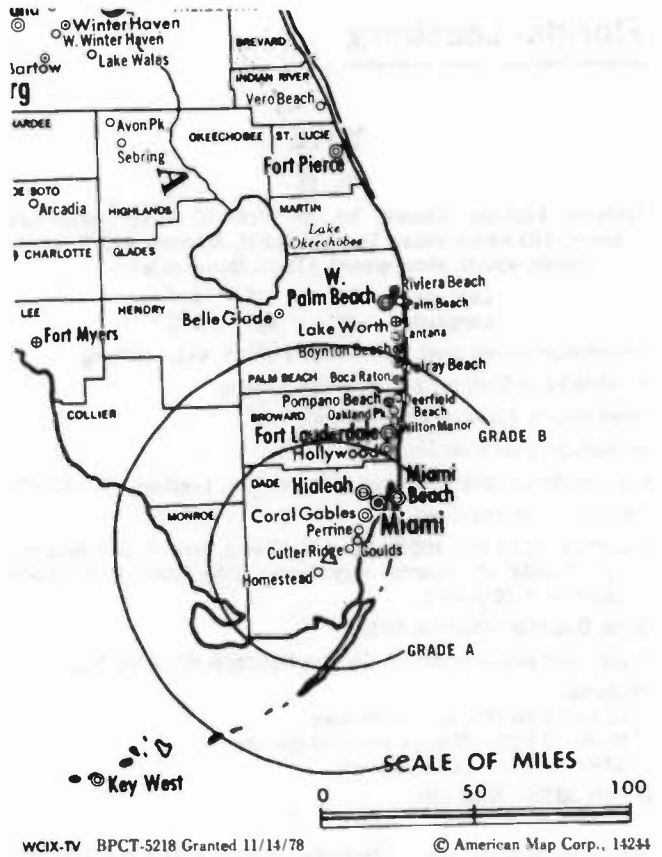 Winter Haven
W. Winter Haven
Bartow
Lake Wales
rg
BREVARD
INDIAN RIVER
Vero Beach
Avon Pk
Sebring
OKEECHOBEE
ST. LUCIE
Fort Pierce
DE SOTO
Arcadia
HIGHLANDS
MARTIN
Lake
Okeechobee
CHARLOTTE
GLADES
W.
Palm Beach
Riviera Beach
Palm Beach
LEE
HENDRY
Belle Glade
Fort Myers
Lake Worth
Lantana
Boynton Beach
Delray Beach
PALM BEACH
Boca Raton
COLLIER
Pompano Beach
Deerfield
Beach
BROWARD
Oakland Pk.
Fort Lauderdale
Wilton Manor
GRADE B
Hollywood
DADE
Hialeah
Miami
Beach
MONROE
Coral Gables
Miami
Perrine
Cutler Ridge
Goulds
Homestead
GRADE A
Key West
SCALE OF MILES
0 50 100
WCIX-TV BPCT-5218 Granted 11/14/78
© American Map Corp., 14244